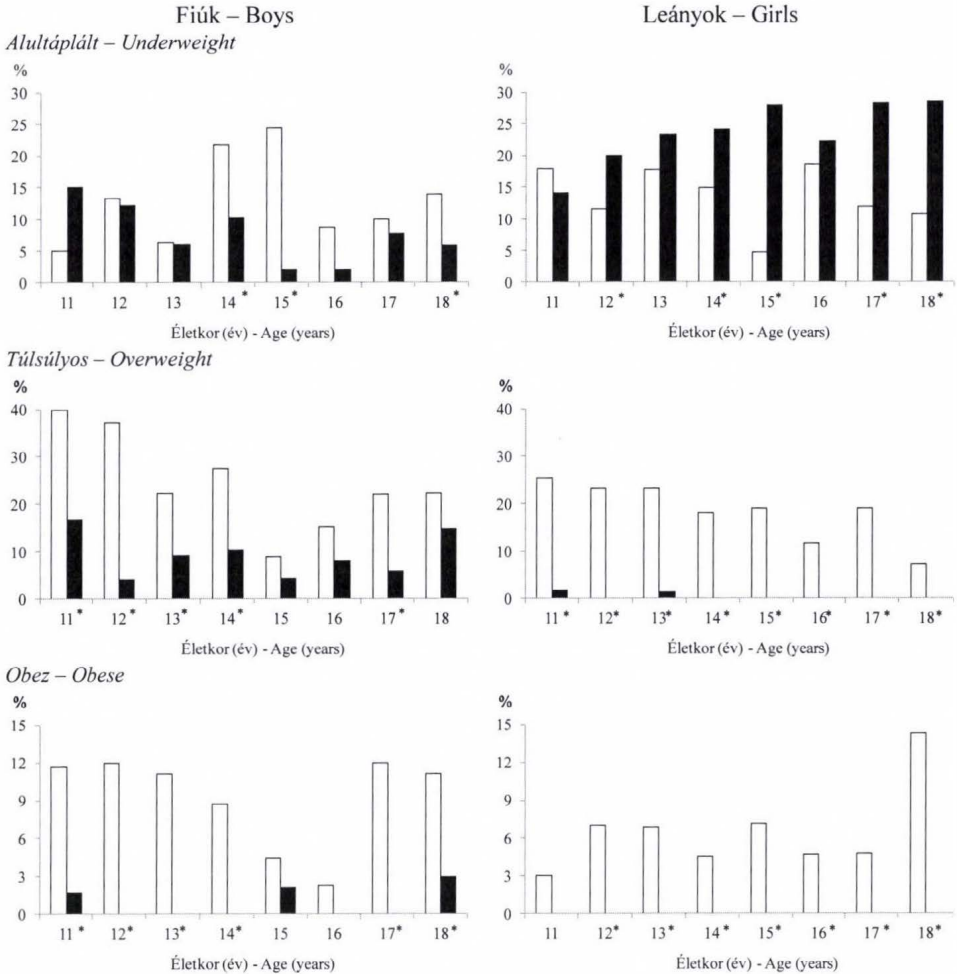 Fiúk – Boys
Leányok – Girls
Alultáplált – Underweight
%
30
25
20
15
10
5
0
11 12 13 14* 15* 16 17 18*
Életkor (év) - Age (years)
%
30
25
20
15
10
5
0
11 12* 13 14* 15* 16 17* 18*
Életkor (év) - Age (years)
Túlsúlyos – Overweight
%
40
30
20
10
0
11* 12* 13* 14* 15 16 17* 18
Életkor (év) - Age (years)
%
40
30
20
10
0
11* 12* 13* 14* 15* 16* 17* 18*
Életkor (év) - Age (years)
Obez – Obese
%
15
12
9
6
3
0
11* 12* 13* 14* 15 16 17* 18*
Életkor (év) - Age (years)
%
15
12
9
6
3
0
11 12* 13* 14* 15* 16* 17* 18*
Életkor (év) - Age (years)